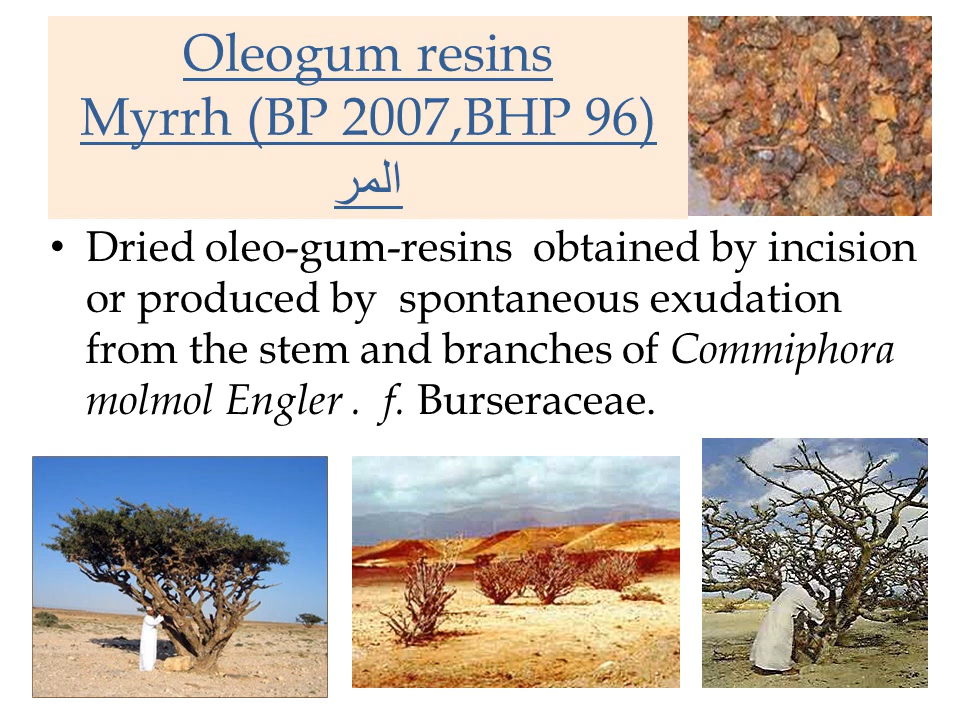 Oleogum resins
Myrrh (BP 2007,BHP 96)
المر
• Dried oleo-gum-resins obtained by incision
or produced by spontaneous exudation
from the stem and branches of Commiphora
molmol Engler . f. Burseraceae.